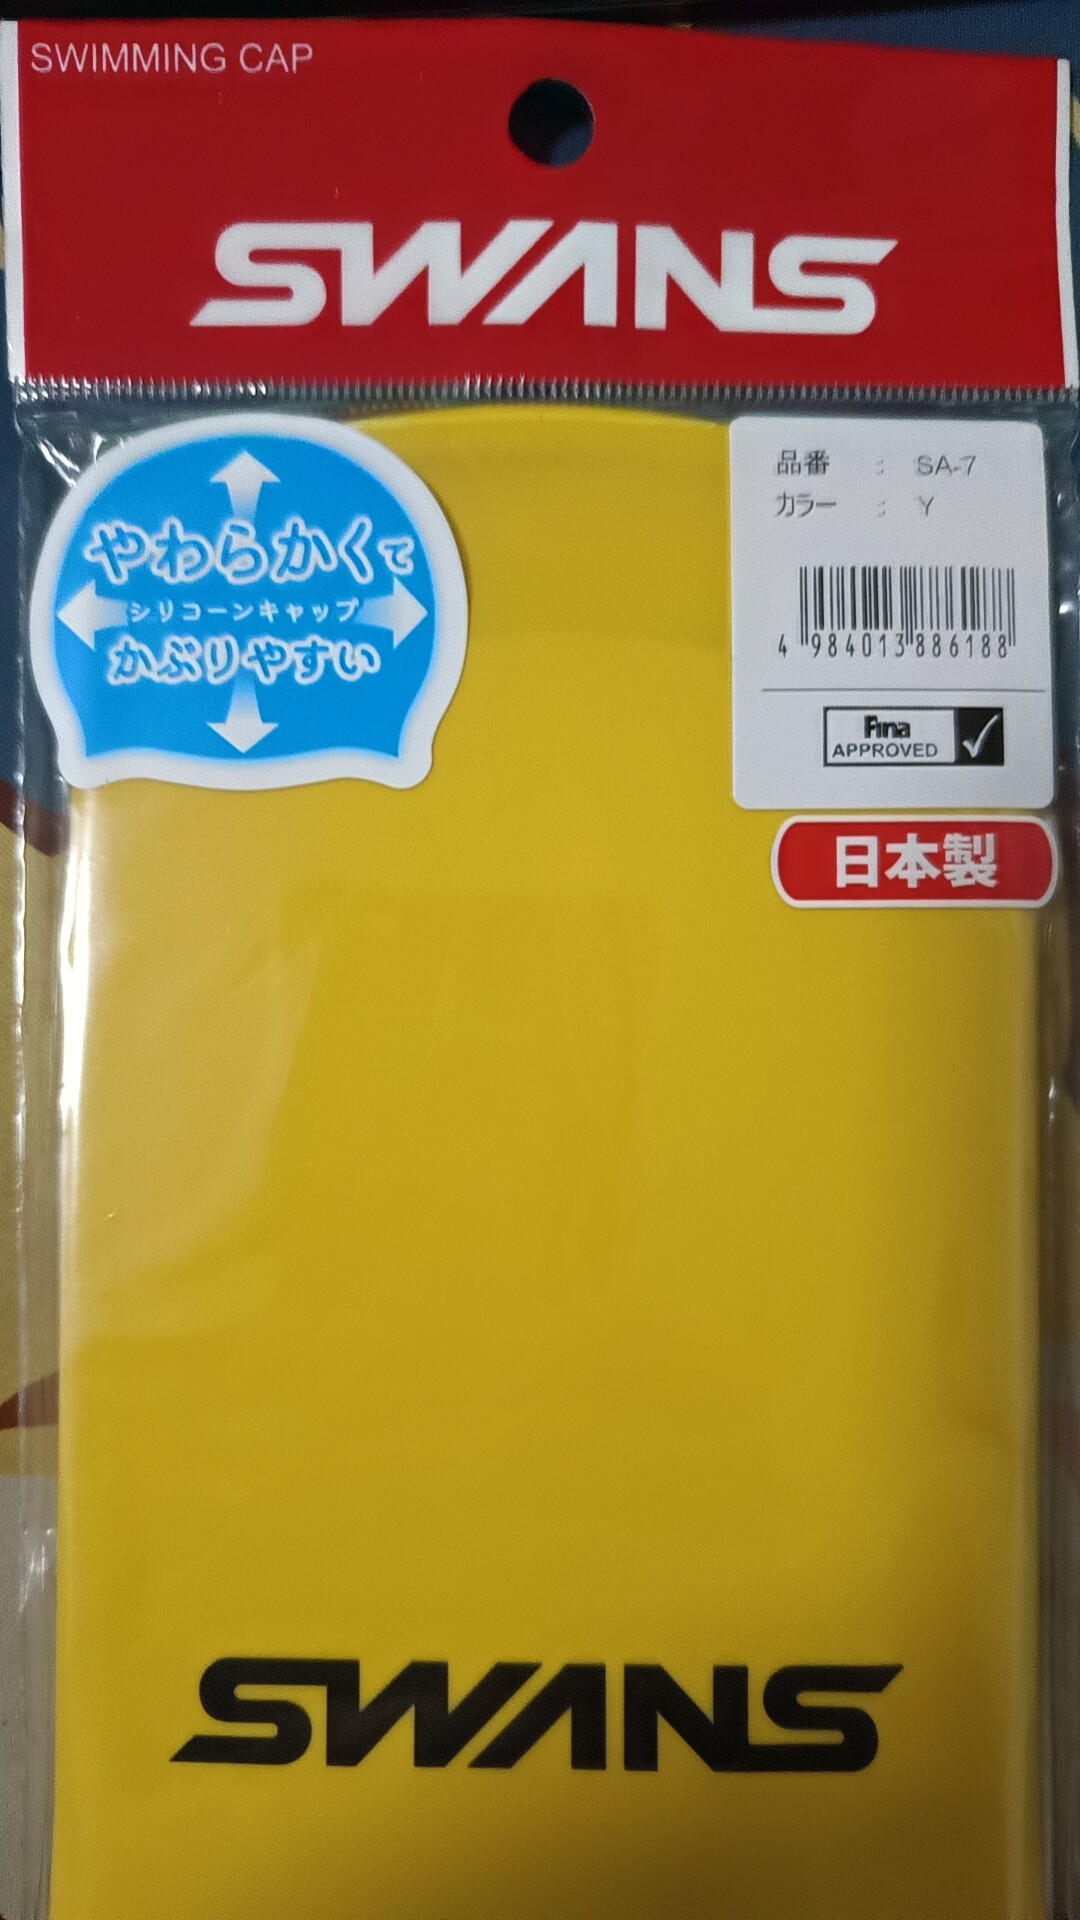 SWIMMING CAP
SWANS
やわらかくて
シリコーンキャップ
かぶりやすい
品番 : SA-7
カラー : Y
4 984013 886188
Fina
APPROVED
日本製
SWANS